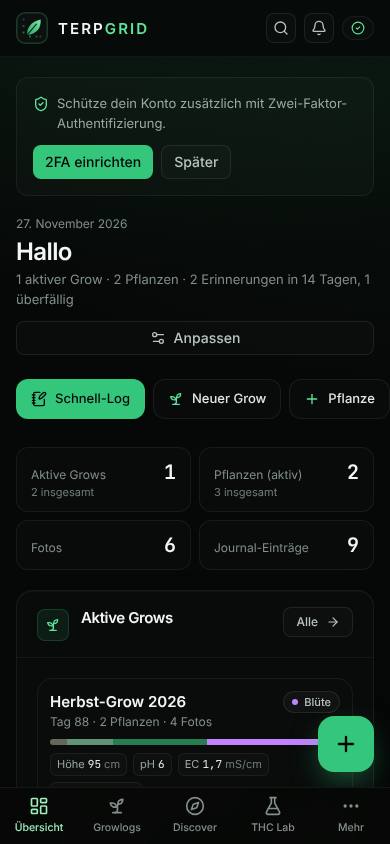 TERPGRID
Schütze dein Konto zusätzlich mit Zwei-Faktor-
Authentifizierung.
2FA einrichten
Später
27. November 2026
Hallo
1 aktiver Grow · 2 Pflanzen · 2 Erinnerungen in 14 Tagen, 1
überfällig
Anpassen
Schnell-Log
Neuer Grow
Pflanze
Aktive Grows
1
2 insgesamt
Pflanzen (aktiv)
2
3 insgesamt
Fotos
6
Journal-Einträge
9
Aktive Grows
Alle
Herbst-Grow 2026
Blüte
Tag 88 · 2 Pflanzen · 4 Fotos
Höhe 95 cm
pH 6
EC 1,7 mS/cm
Übersicht
Growlogs
Discover
THC Lab
Mehr